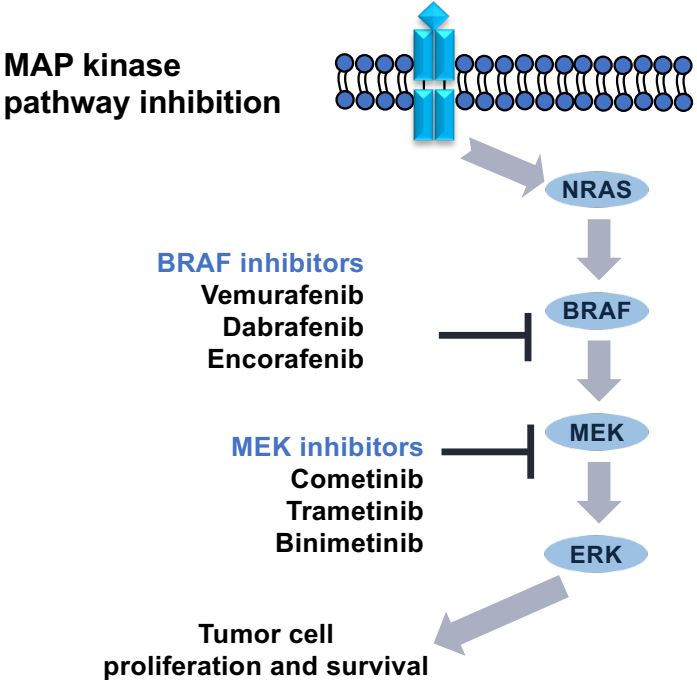 MAP kinase
pathway inhibition
NRAS
BRAF inhibitors
Vemurafenib
Dabrafenib
Encorafenib
BRAF
MEK inhibitors
Cometinib
Trametinib
Binimetinib
MEK
ERK
Tumor cell
proliferation and survival